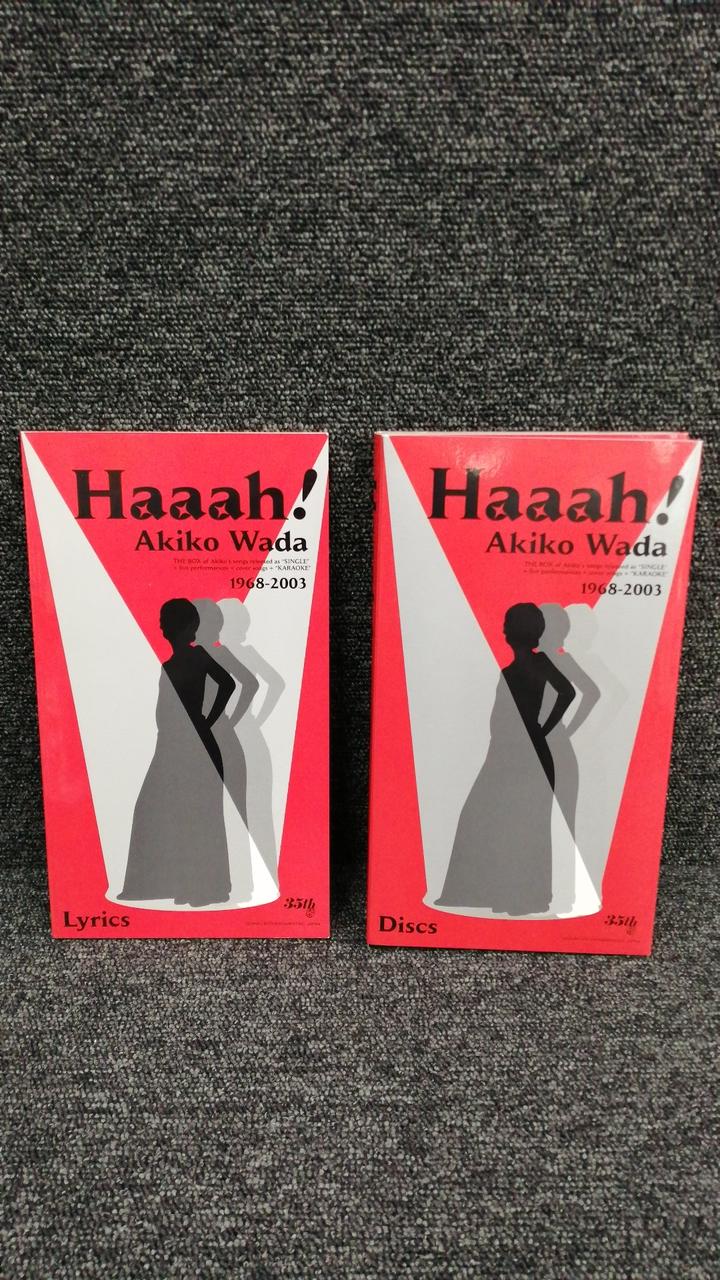 Haaah!
Akiko Wada
THE BOX of Akiko's songs released as "SINGLE"
+ live performances + cover songs + "KARAOKE"
1968-2003
35th
Lyrics
Haaah!
Akiko Wada
THE BOX of Akiko's songs released as "SINGLE"
+ live performances + cover songs + "KARAOKE"
1968-2003
35th
Discs